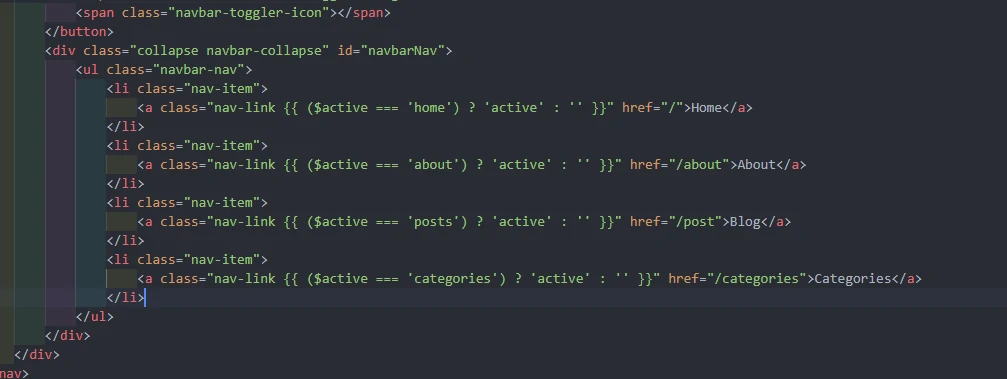 <span class="navbar-toggler-icon"></span>
</button>
<div class="collapse navbar-collapse" id="navbarNav">
<ul class="navbar-nav">
<li class="nav-item">
<a class="nav-link {{ ($active === 'home') ? 'active' : '' }}" href="/">Home</a>
</li>
<li class="nav-item">
<a class="nav-link {{ ($active === 'about') ? 'active' : '' }}" href="/about">About</a>
</li>
<li class="nav-item">
<a class="nav-link {{ ($active === 'posts') ? 'active' : '' }}" href="/post">Blog</a>
</li>
<li class="nav-item">
<a class="nav-link {{ ($active === 'categories') ? 'active' : '' }}" href="/categories">Categories</a>
</li>
</ul>
</div>
</div>
nav>